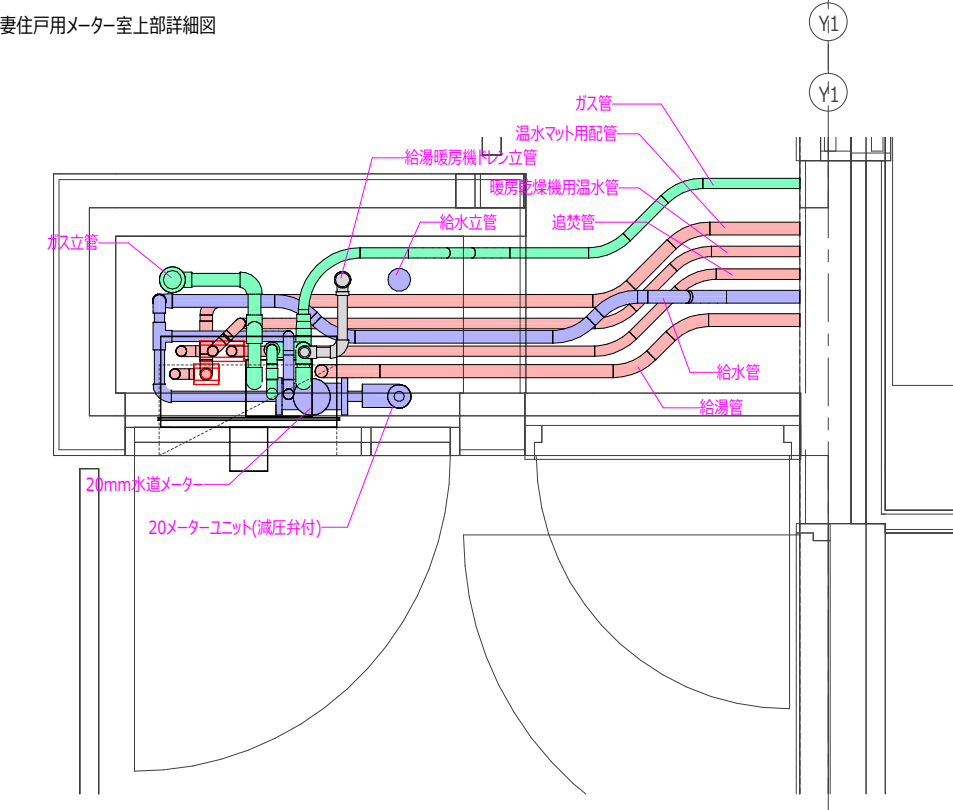 妻住戸用メーター室上部詳細図
Y1
Y1
ガス管
温水マット用配管
給湯暖房機ドレン立管
暖房乾燥機用温水管
給水立管
追焚管
ガス立管
給水管
給湯管
20mm水道メーター
20メーターユニット(減圧弁付)